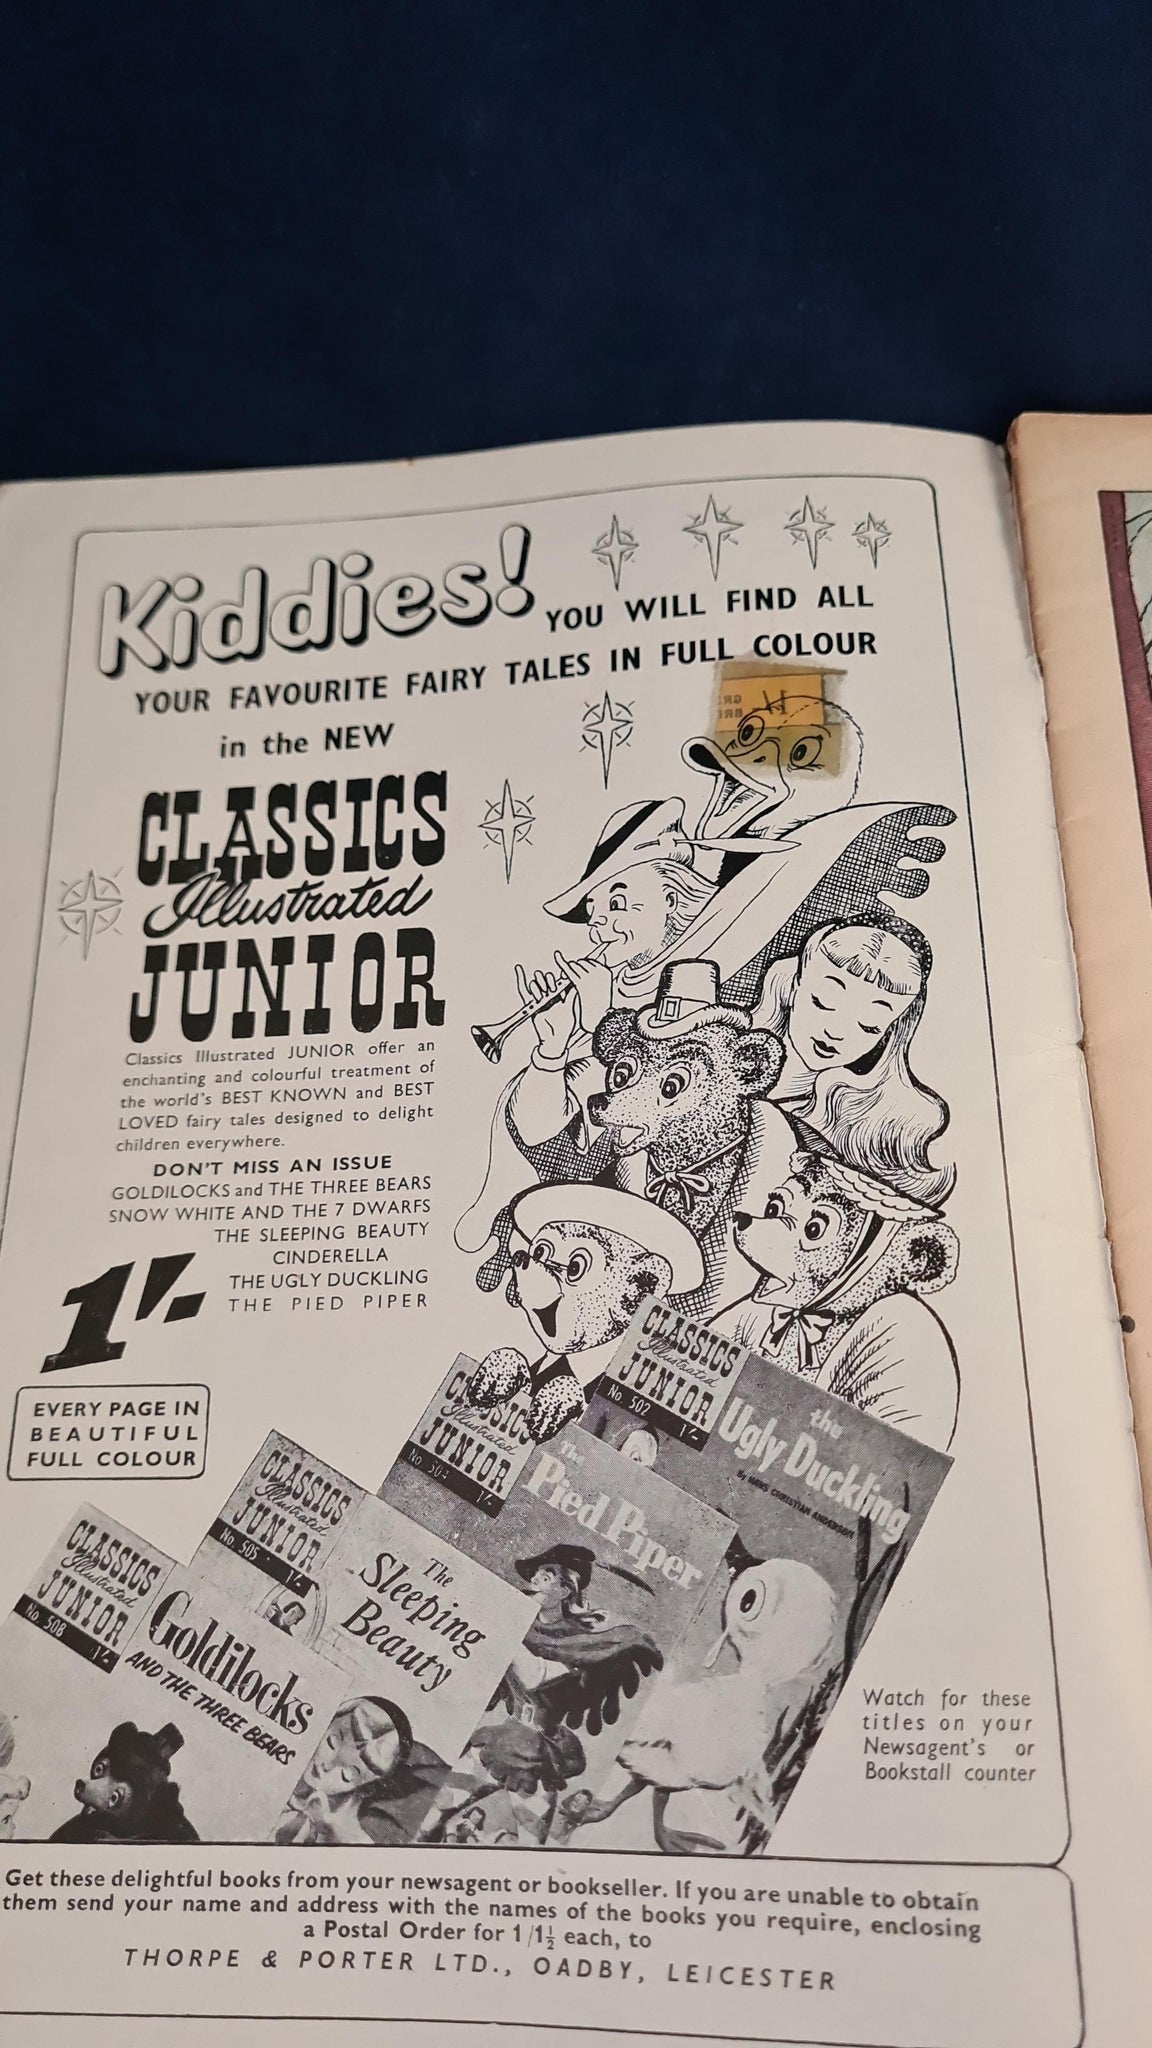 Kiddies! YOU WILL FIND ALL
YOUR FAVOURITE FAIRY TALES IN FULL COLOUR
in the NEW
CLASSICS
Illustrated
JUNIOR
Classics Illustrated JUNIOR offer an
enchanting and colourful treatment of
the world's BEST KNOWN and BEST
LOVED fairy tales designed to delight
children everywhere.
DON'T MISS AN ISSUE
GOLDILOCKS and THE THREE BEARS
SNOW WHITE AND THE 7 DWARFS
THE SLEEPING BEAUTY
CINDERELLA
THE UGLY DUCKLING
THE PIED PIPER
1'-
EVERY PAGE IN
BEAUTIFUL
FULL COLOUR
CLASSICS
Illustrated
JUNIOR
No. 502 1'-
the
Ugly Duckling
By HANS CHRISTIAN ANDERSON
CLASSICS
Illustrated
JUNIOR
No. 504 1'-
The
Pied Piper
CLASSICS
Illustrated
JUNIOR
No. 505 1'-
The
Sleeping
Beauty
CLASSICS
Illustrated
JUNIOR
No. 508 1'-
Goldilocks
AND THE THREE BEARS
Watch for these
titles on your
Newsagent's or
Bookstall counter
Get these delightful books from your newsagent or bookseller. If you are unable to obtain
them send your name and address with the names of the books you require, enclosing
a Postal Order for 1/1½ each, to
THORPE & PORTER LTD., OADBY, LEICESTER